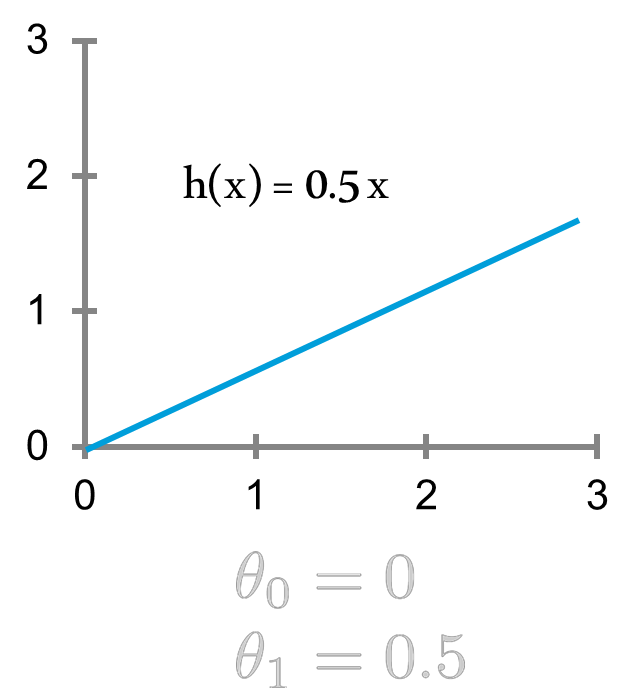 3
2
h(x) = 0.5 x
1
0
0 1 2 3
θ₀ = 0
θ₁ = 0.5